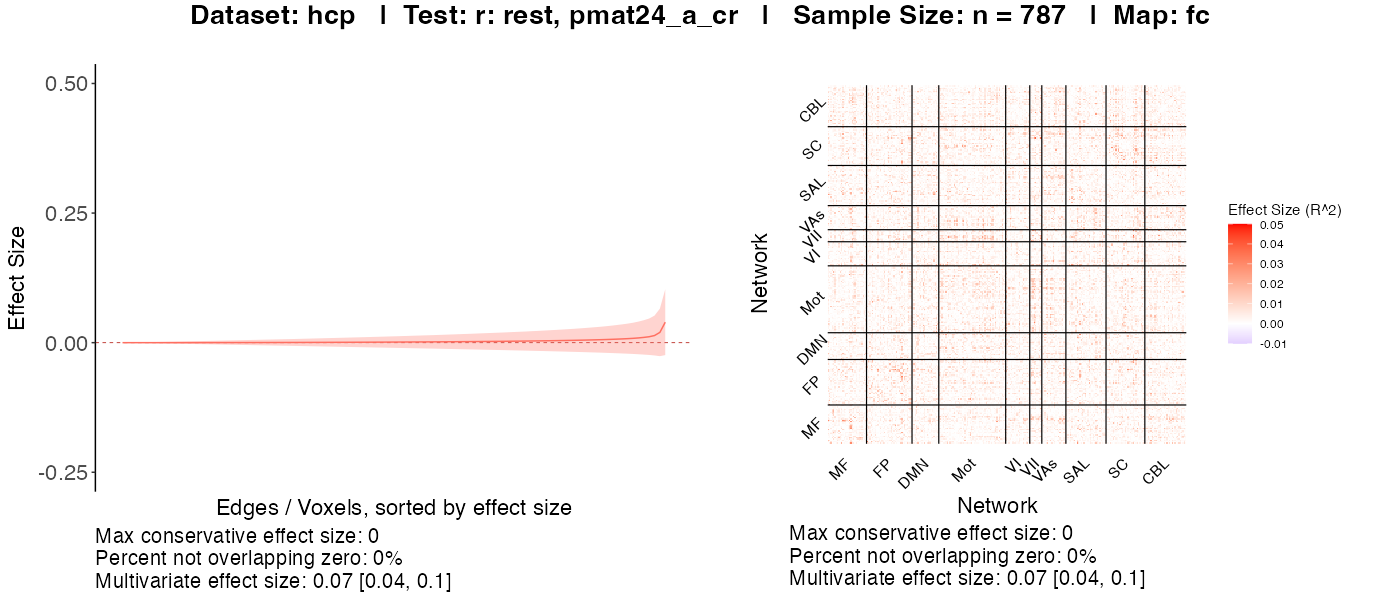 Dataset: hcp | Test: r: rest, pmat24_a_cr | Sample Size: n = 787 | Map: fc
Effect Size
0.50
0.25
0.00
-0.25
Edges / Voxels, sorted by effect size
Max conservative effect size: 0
Percent not overlapping zero: 0%
Multivariate effect size: 0.07 [0.04, 0.1]
Network
CBL
SC
SAL
VAs
VII
VI
Mot
DMN
FP
MF
MF FP DMN Mot VI VII VAs SAL SC CBL
Network
Max conservative effect size: 0
Percent not overlapping zero: 0%
Multivariate effect size: 0.07 [0.04, 0.1]
Effect Size (R^2)
0.05
0.04
0.03
0.02
0.01
0.00
-0.01